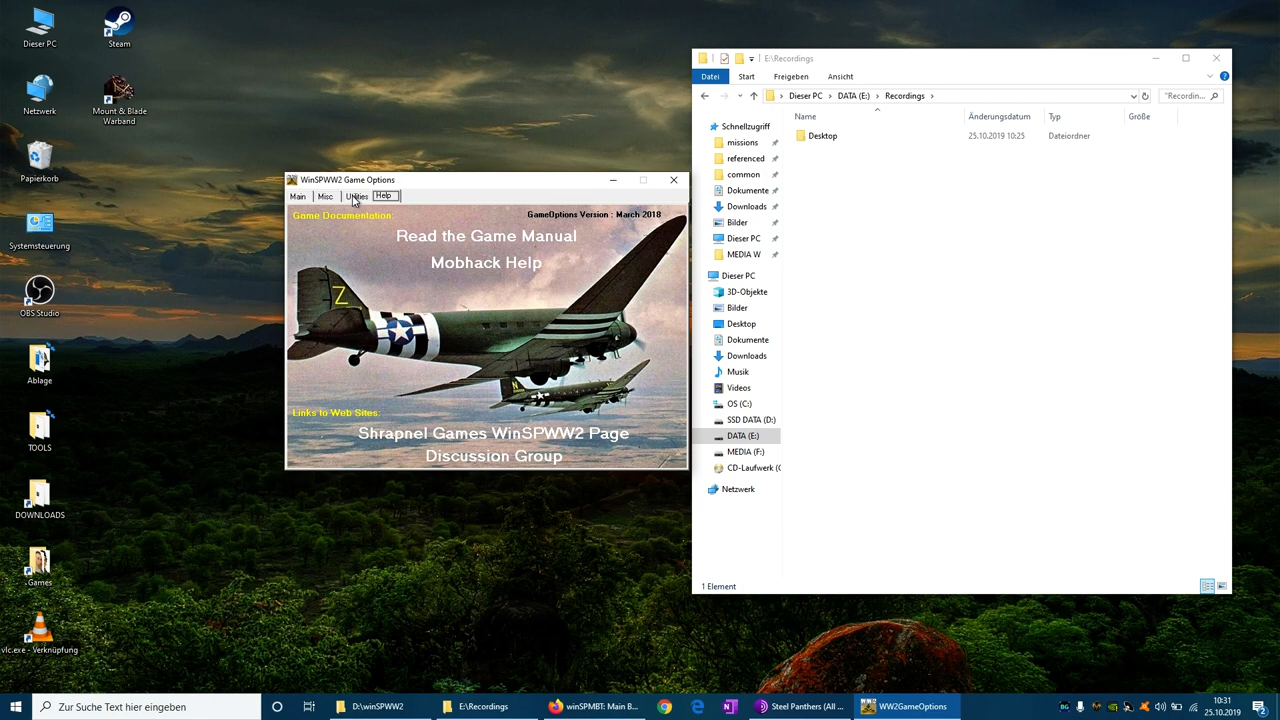 Dieser PC
Steam
Netzwerk
Mount & Blade
Warband
Papierkorb
Systemsteuerung
OBS Studio
Ablage
TOOLS
DOWNLOADS
Games
vlc.exe - Verknüpfung
WinSPWW2 Game Options
Main
Misc
Utilities
Help
Game Documentation:
GameOptions Version : March 2018
Read the Game Manual
Mobhack Help
Z
N
Links to Web Sites:
Shrapnel Games WinSPWW2 Page
Discussion Group
E:\Recordings
Datei
Start
Freigeben
Ansicht
Dieser PC
DATA (E:)
Recordings
"Recordin...
Name
Änderungsdatum
Typ
Größe
Desktop
25.10.2019 10:25
Dateiordner
Schnellzugriff
missions
referenced
common
Dokumente
Downloads
Bilder
Dieser PC
MEDIA W
Dieser PC
3D-Objekte
Bilder
Desktop
Dokumente
Downloads
Musik
Videos
OS (C:)
SSD DATA (D:)
DATA (E:)
MEDIA (F:)
CD-Laufwerk (
Netzwerk
1 Element
Zur Suche Text hier eingeben
D:\winSPWW2
E:\Recordings
winSPMBT: Main B...
Steel Panthers (All ...
WW2GameOptions
10:31
25.10.2019